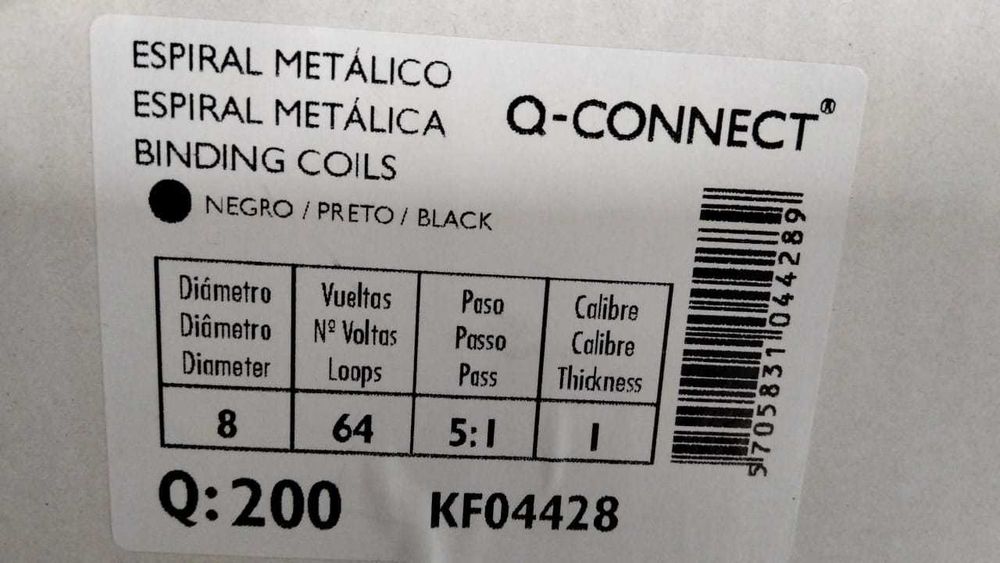 ESPIRAL METÁLICO
ESPIRAL METÁLICA
BINDING COILS
Q-CONNECT®
NEGRO / PRETO / BLACK
Diámetro
Diâmetro
Diameter
Vueltas
Nº Voltas
Loops
Paso
Passo
Pass
Calibre
Calibre
Thickness
8
64
5:1
1
Q: 200
KF04428
5705831044289